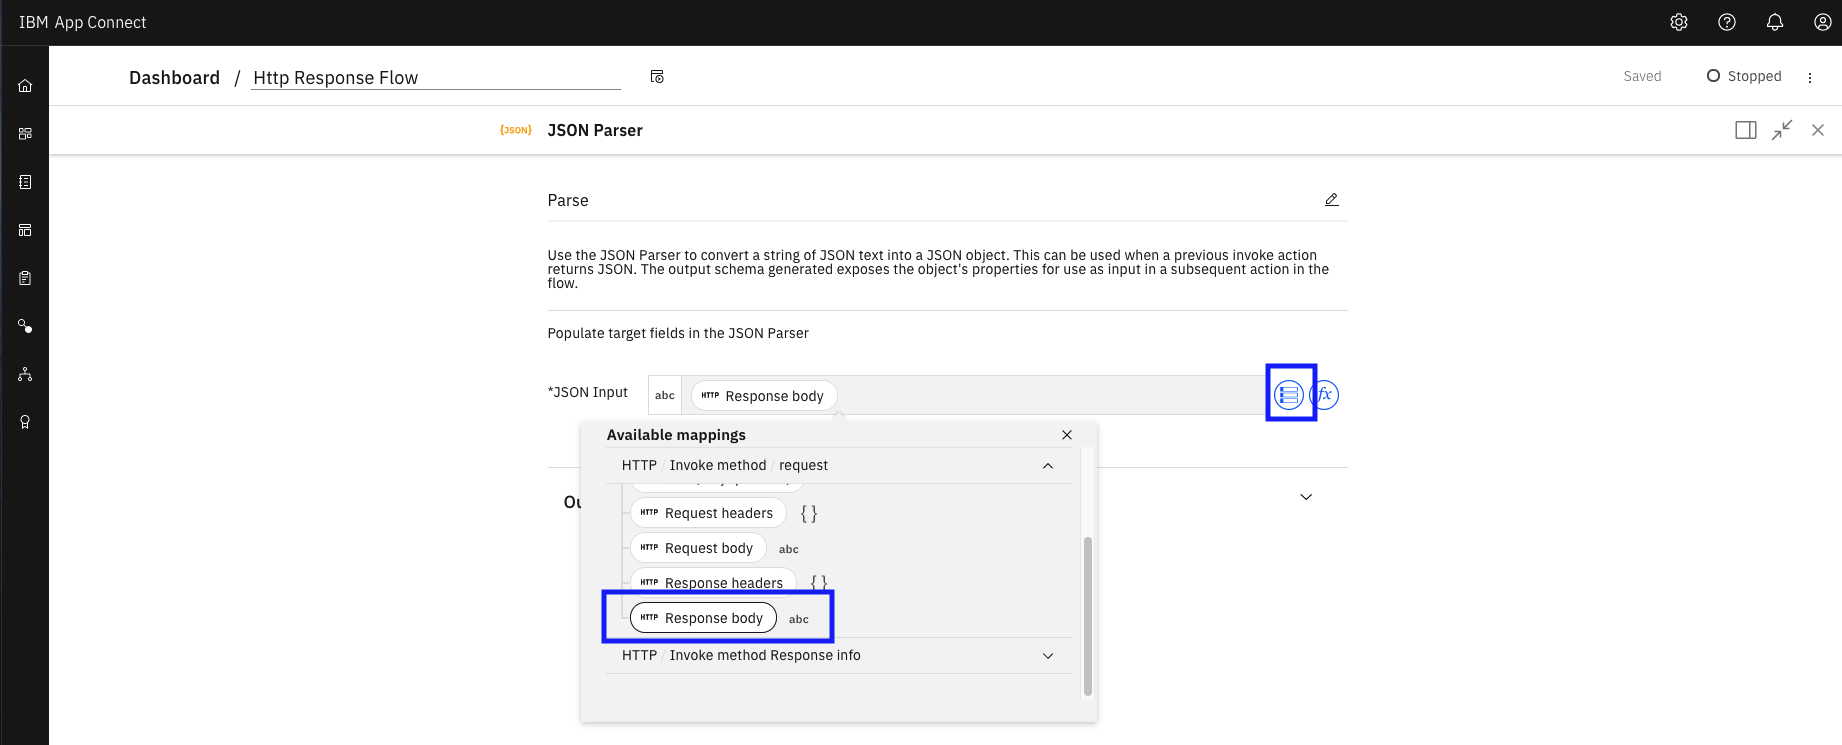 IBM App Connect
Dashboard / Http Response Flow
Saved
Stopped
{JSON} JSON Parser
Parse
Use the JSON Parser to convert a string of JSON text into a JSON object. This can be used when a previous invoke action
returns JSON. The output schema generated exposes the object's properties for use as input in a subsequent action in the
flow.
Populate target fields in the JSON Parser
*JSON Input abc HTTP Response body fx
Available mappings
HTTP / Invoke method / request
HTTP Request headers { }
HTTP Request body abc
HTTP Response headers { }
HTTP Response body abc
HTTP / Invoke method Response info